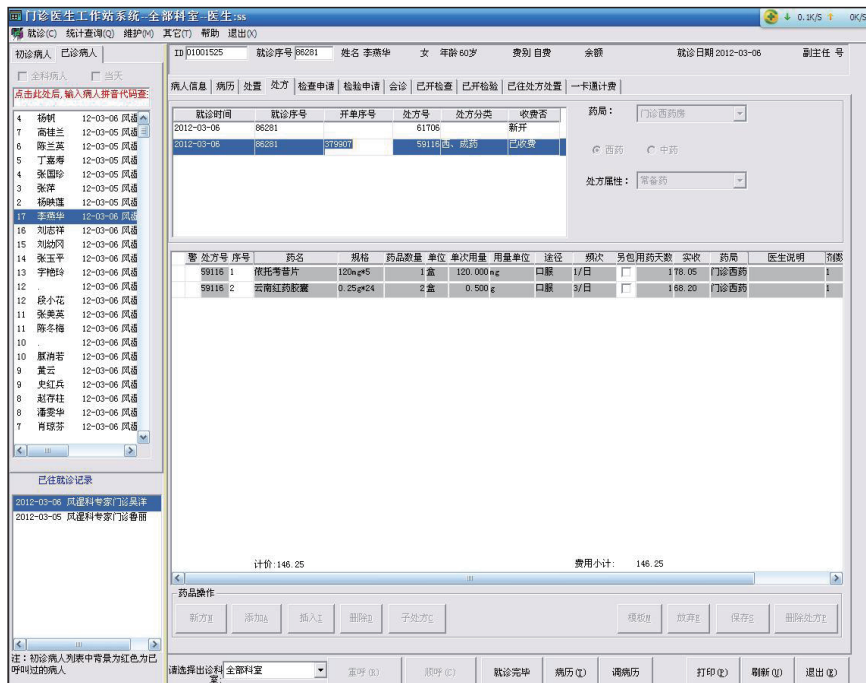 门诊医生工作站系统--全部科室--医生:ss
0.1K/S
0K/S
就诊(C) 统计查询(Q) 维护(M) 其它(T) 帮助 退出(X)
初诊病人 已诊病人
全科病人 当天
点击此处后,输入病人拼音代码查:
4 杨帆 12-03-06 风湿
7 高桂兰 12-03-05 风湿
6 陈兰英 12-03-06 风湿
5 丁嘉寿 12-03-06 风湿
4 张国珍 12-03-06 风湿
3 张萍 12-03-06 风湿
2 杨映莲 12-03-05 风湿
17 李燕华 12-03-06 风湿
16 刘志祥 12-03-06 风湿
15 刘幼冈 12-03-06 风湿
14 张玉平 12-03-06 风湿
13 字艳玲 12-03-06 风湿
12 . 12-03-06 风湿
12 段小花 12-03-06 风湿
11 张美英 12-03-06 风湿
11 陈冬梅 12-03-06 风湿
10 . 12-03-06 风湿
10 12-03-06 风湿
9 黄云 12-03-06 风湿
9 史红兵 12-03-06 风湿
8 赵存柱 12-03-06 风湿
8 潘雯华 12-03-06 风湿
7 肖琼芬 12-03-06 风湿
已往就诊记录
2012-03-06 风湿科专家门诊吴洋
2012-03-05 风湿科专家门诊鲁丽
注：初诊病人列表中背景为红色为已呼叫过的病人
ID 01001525 就诊序号 86281 姓名 李燕华 女 年龄 60岁 费别 自费 余额 就诊日期 2012-03-06 副主任 号
病人信息 病历 处置 处方 检查申请 检验申请 会诊 已开检查 已开检验 已往处方处置 一卡通计费
就诊时间 就诊序号 开单序号 处方号 处方分类 收费否
2012-03-06 86281 61706 新开
2012-03-06 86281 379907 59116 西、成药 已收费
药局： 门诊西药房
西药 中药
处方属性： 常备药
警 处方号 序号 药名 规格 药品数量 单位 单次用量 用量单位 途径 频次 另包 用药天数 实收 药局 医生说明 剂数
59116 1 依托考昔片 120mg*5 1 盒 120.000 mg 口服 1/日 1 78.05 门诊西药 1
59116 2 云南红药胶囊 0.25g*24 2 盒 0.500 g 口服 3/日 1 68.20 门诊西药 1
计价:146.25 费用小计: 146.25
药品操作
新方N 添加A 插入I 删除D 子处方C 模板M 放弃E 保存S 删除处方P
请选择出诊科室: 全部科室 重呼(R) 顺呼(C) 就诊完毕 病历(T) 调病历 打印(P) 刷新(U) 退出(X)